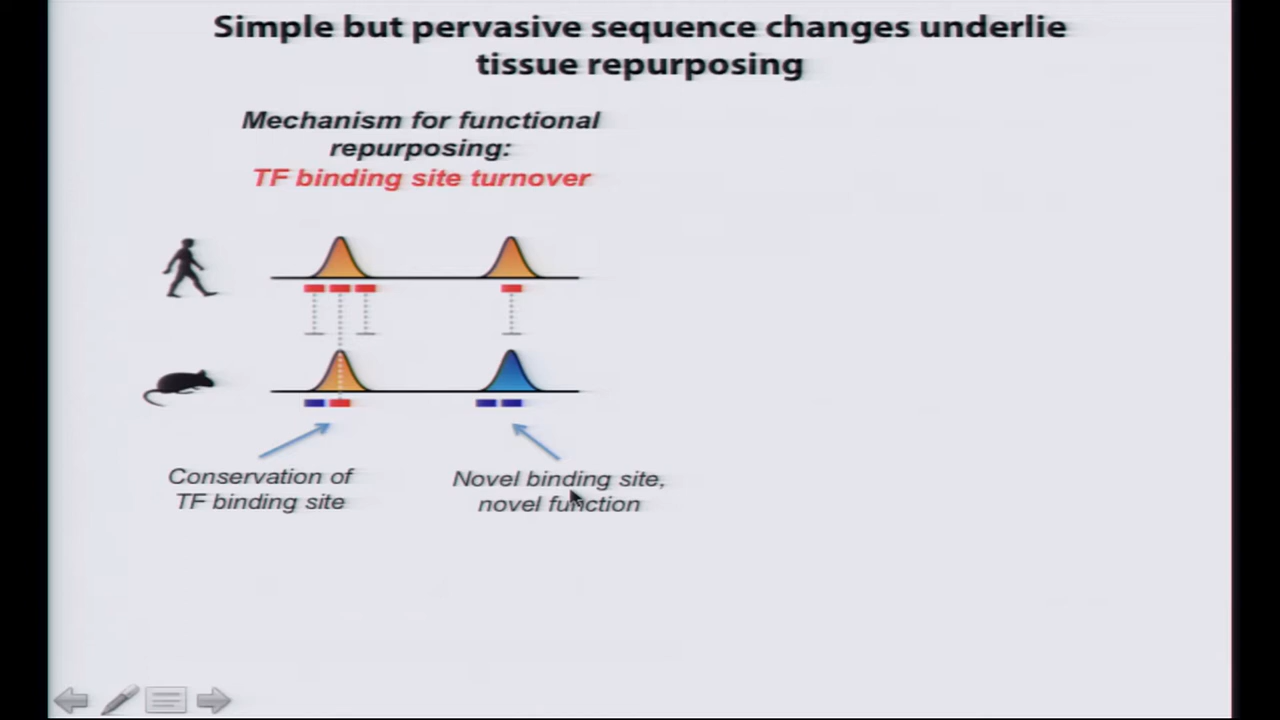 Simple but pervasive sequence changes underlie
tissue repurposing
Mechanism for functional
repurposing:
TF binding site turnover
Conservation of
TF binding site
Novel binding site,
novel function